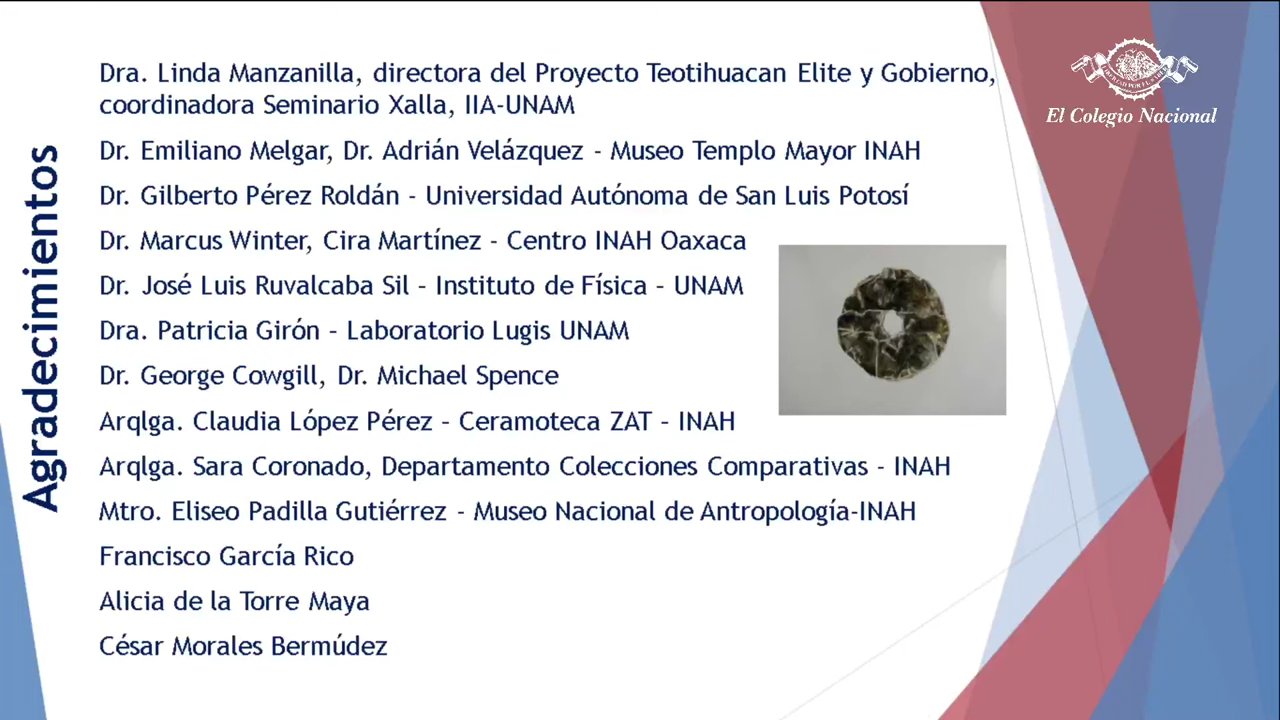 Agradecimientos
Dra. Linda Manzanilla, directora del Proyecto Teotihuacan Elite y Gobierno,
coordinadora Seminario Xalla, IIA-UNAM
Dr. Emiliano Melgar, Dr. Adrián Velázquez - Museo Templo Mayor INAH
Dr. Gilberto Pérez Roldán - Universidad Autónoma de San Luis Potosí
Dr. Marcus Winter, Cira Martínez - Centro INAH Oaxaca
Dr. José Luis Ruvalcaba Sil – Instituto de Física – UNAM
Dra. Patricia Girón – Laboratorio Lugis UNAM
Dr. George Cowgill, Dr. Michael Spence
Arqlga. Claudia López Pérez – Ceramoteca ZAT – INAH
Arqlga. Sara Coronado, Departamento Colecciones Comparativas - INAH
Mtro. Eliseo Padilla Gutiérrez - Museo Nacional de Antropología-INAH
Francisco García Rico
Alicia de la Torre Maya
César Morales Bermúdez
El Colegio Nacional